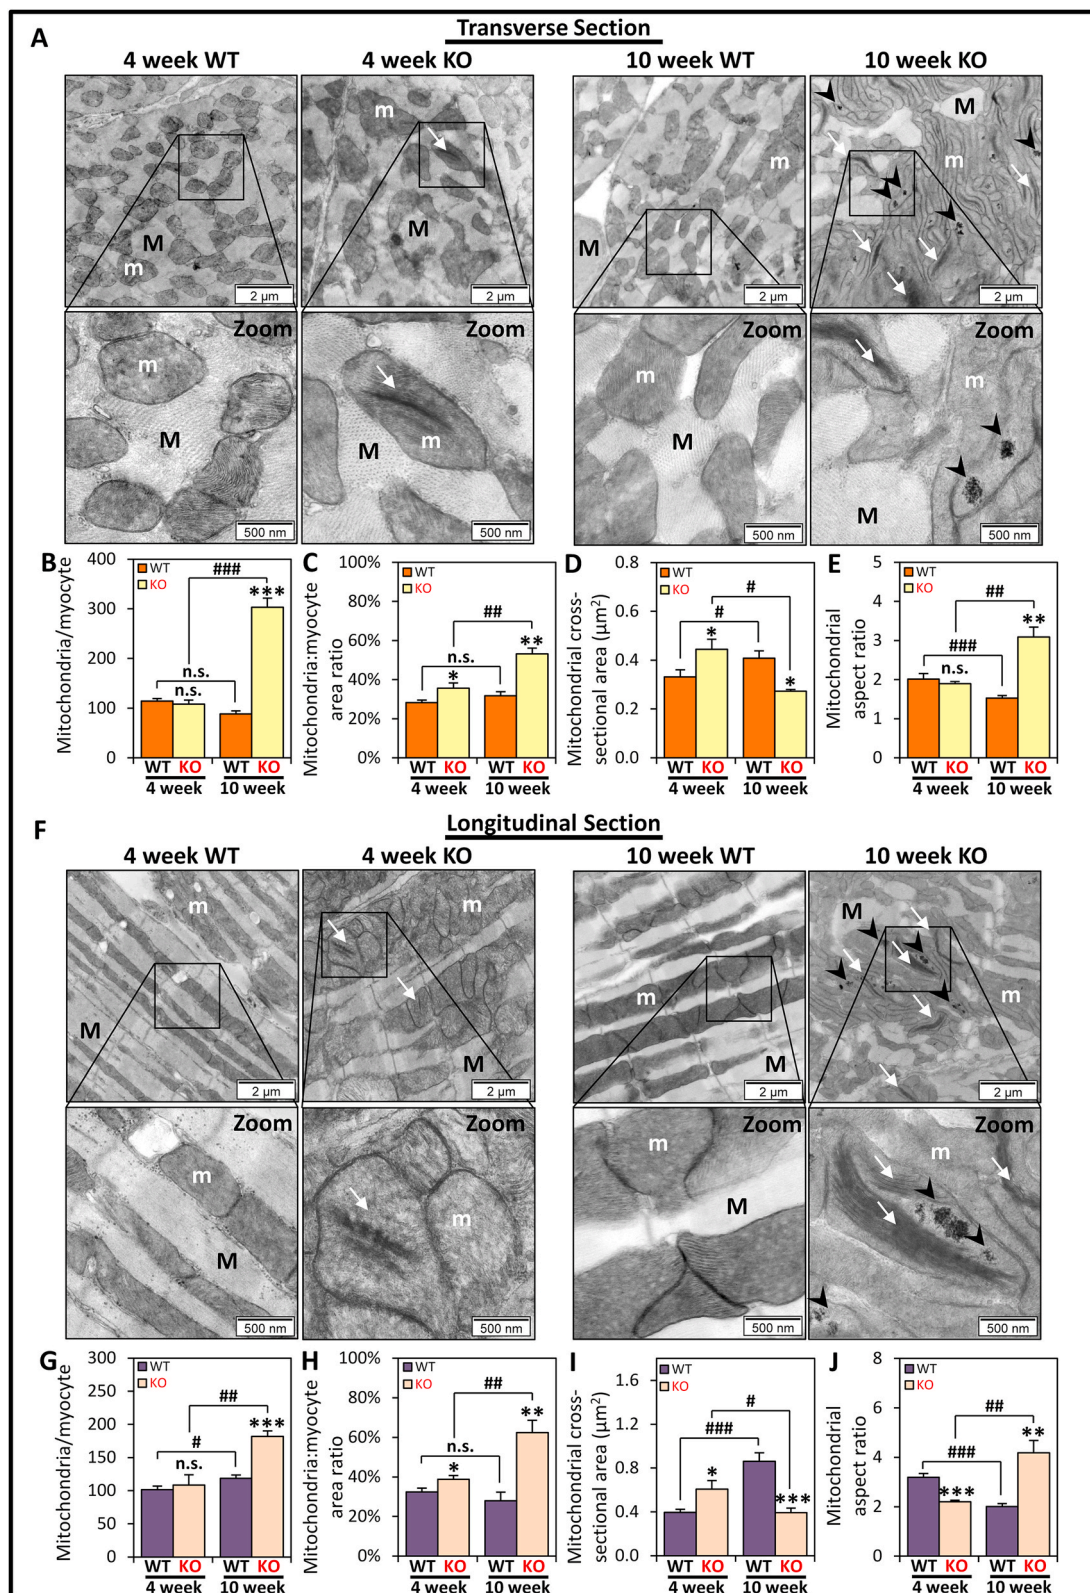 A
Transverse Section
4 week WT
4 week KO
10 week WT
10 week KO
m
M
m
2 µm
m
M
2 µm
m
M
2 µm
M
m
2 µm
Zoom
m
M
500 nm
Zoom
M
m
500 nm
Zoom
m
M
500 nm
Zoom
m
M
500 nm
B
Mitochondria/myocyte
400
300
200
100
0
WT
KO
###
***
n.s.
n.s.
WT KO WT KO
4 week 10 week
C
Mitochondria:myocyte
area ratio
100%
80%
60%
40%
20%
0%
WT
KO
##
**
n.s.
*
WT KO WT KO
4 week 10 week
D
Mitochondrial cross-
sectional area (µm²)
0.8
0.6
0.4
0.2
0.0
WT
KO
#
#
*
*
WT KO WT KO
4 week 10 week
E
Mitochondrial
aspect ratio
5
4
3
2
1
0
WT
KO
##
**
###
n.s.
WT KO WT KO
4 week 10 week
F
Longitudinal Section
4 week WT
4 week KO
10 week WT
10 week KO
m
M
2 µm
m
M
2 µm
m
M
2 µm
M
m
2 µm
Zoom
m
M
500 nm
Zoom
m
500 nm
Zoom
m
M
500 nm
Zoom
m
500 nm
G
Mitochondria/myocyte
300
250
200
150
100
50
0
WT
KO
##
***
#
n.s.
WT KO WT KO
4 week 10 week
H
Mitochondria:myocyte
area ratio
100%
80%
60%
40%
20%
0%
WT
KO
##
**
n.s.
*
WT KO WT KO
4 week 10 week
I
Mitochondrial cross-
sectional area (µm²)
1.6
1.2
0.8
0.4
0.0
WT
KO
#
###
*
***
WT KO WT KO
4 week 10 week
J
Mitochondrial
aspect ratio
8
6
4
2
0
WT
KO
##
**
###
***
WT KO WT KO
4 week 10 week